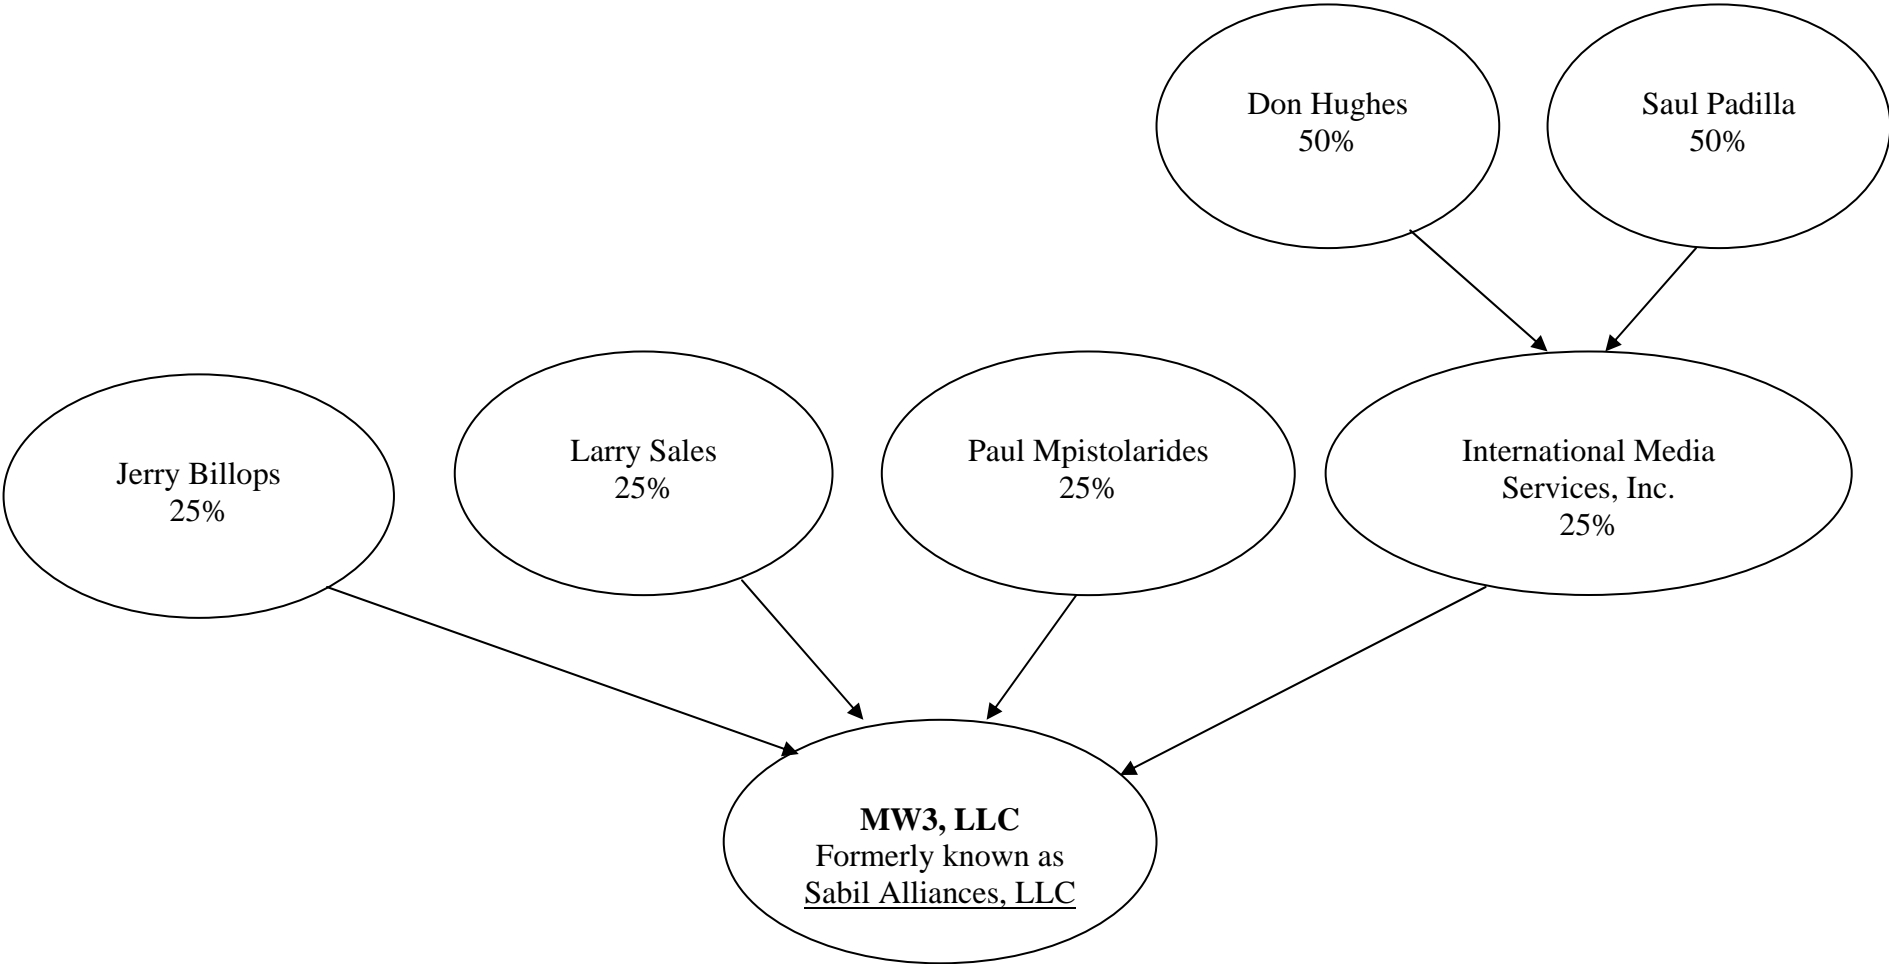 Don Hughes
50%
Saul Padilla
50%
Jerry Billops
25%
Larry Sales
25%
Paul Mpistolarides
25%
International Media
Services, Inc.
25%
MW3, LLC
Formerly known as
Sabil Alliances, LLC